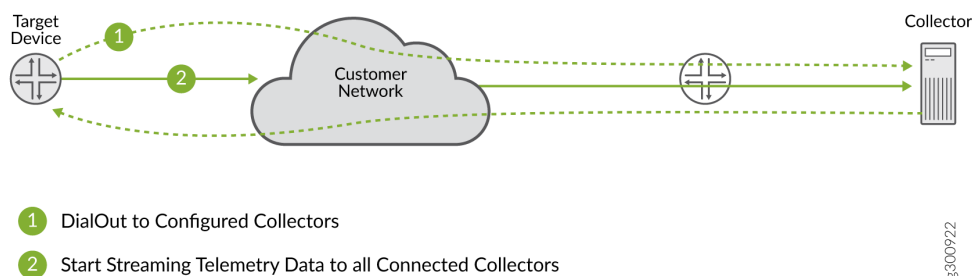 Target
Device
1
Collector
2
Customer
Network
1 DialOut to Configured Collectors
2 Start Streaming Telemetry Data to all Connected Collectors
g300922